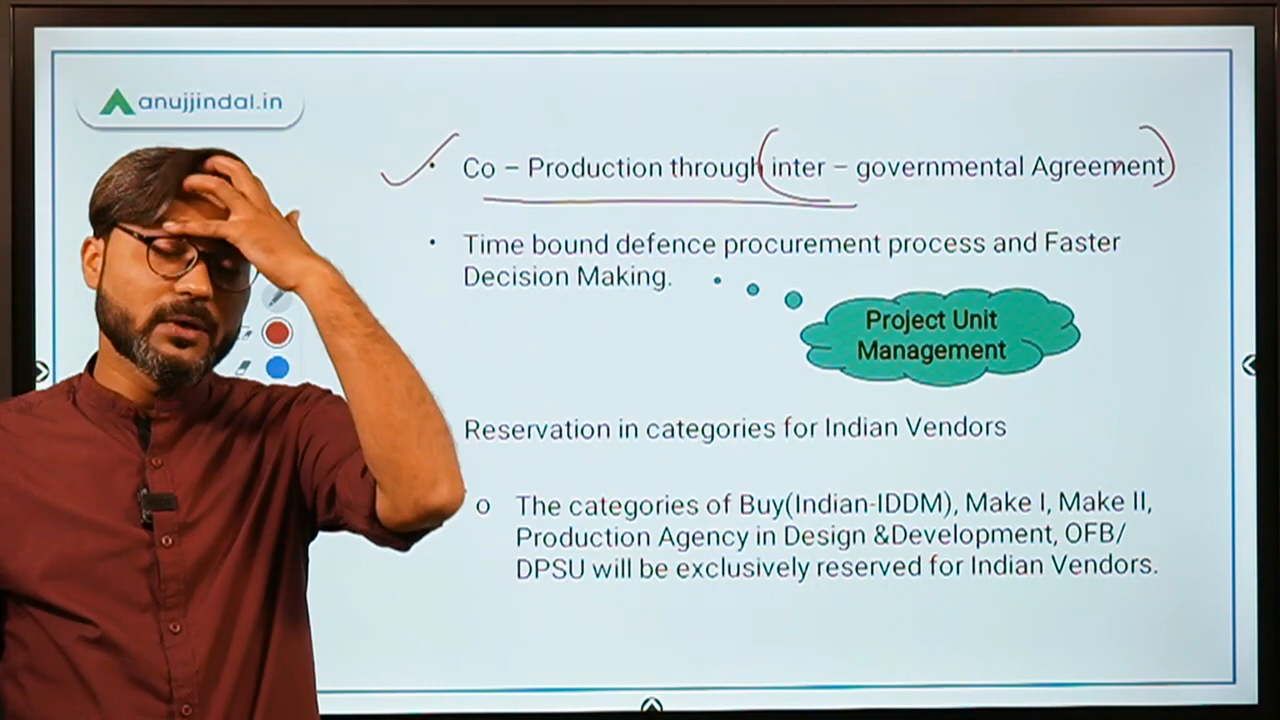 anujjindal.in
• Co – Production through inter – governmental Agreement
• Time bound defence procurement process and Faster
Decision Making.
Project Unit
Management
Reservation in categories for Indian Vendors
o The categories of Buy(Indian-IDDM), Make I, Make II,
Production Agency in Design &Development, OFB/
DPSU will be exclusively reserved for Indian Vendors.